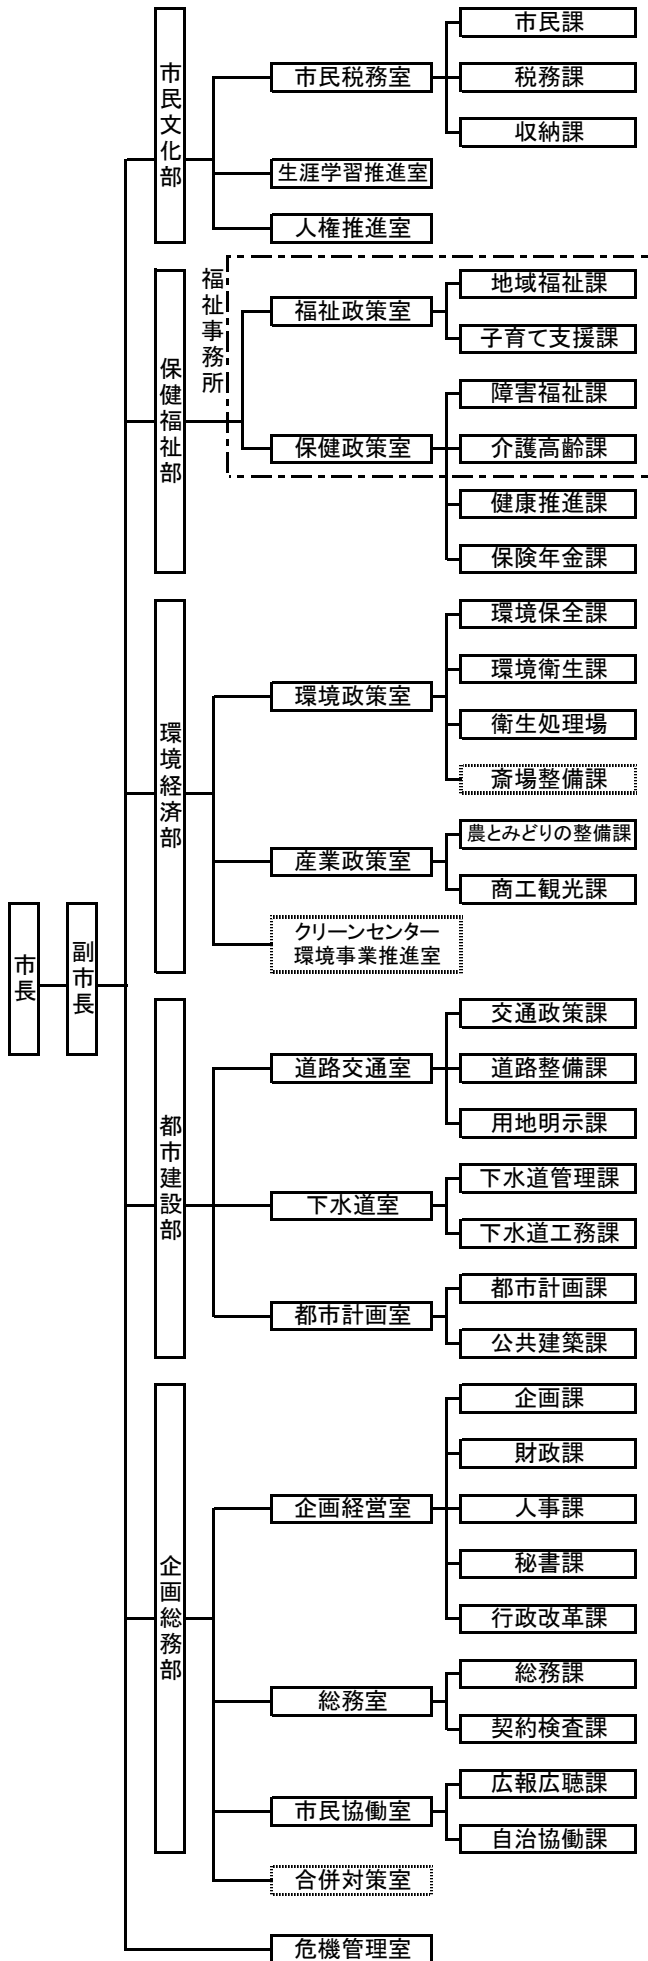 市長
副市長
市民文化部
市民税務室
市民課
税務課
収納課
生涯学習推進室
人権推進室
保健福祉部
福祉事務所
福祉政策室
地域福祉課
子育て支援課
保健政策室
障害福祉課
介護高齢課
健康推進課
保険年金課
環境経済部
環境政策室
環境保全課
環境衛生課
衛生処理場
斎場整備課
産業政策室
農とみどりの整備課
商工観光課
クリーンセンター
環境事業推進室
都市建設部
道路交通室
交通政策課
道路整備課
用地明示課
下水道室
下水道管理課
下水道工務課
都市計画室
都市計画課
公共建築課
企画総務部
企画経営室
企画課
財政課
人事課
秘書課
行政改革課
総務室
総務課
契約検査課
市民協働室
広報広聴課
自治協働課
合併対策室
危機管理室